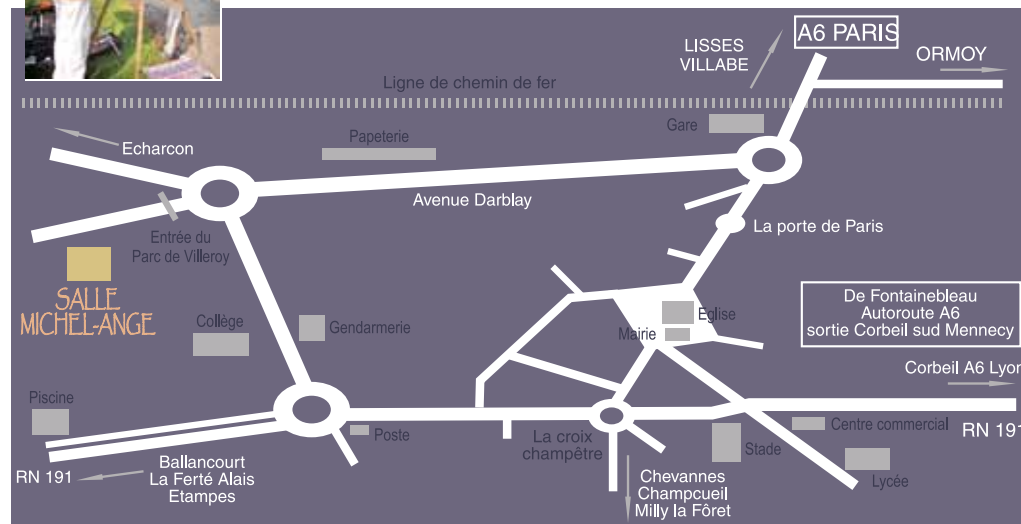 A6 PARIS
LISSES
VILLABE
ORMOY
Ligne de chemin de fer
Gare
Papeterie
Echarcon
Avenue Darblay
La porte de Paris
Entrée du
Parc de Villeroy
SALLE
MICHEL-ANGE
De Fontainebleau
Autoroute A6
sortie Corbeil sud Mennecy
Eglise
Mairie
Collège
Gendarmerie
Corbeil A6 Lyon
Piscine
Poste
La croix
champêtre
Stade
Centre commercial
RN 191
Lycée
RN 191
Ballancourt
La Ferté Alais
Etampes
Chevannes
Champcueil
Milly la Fôret